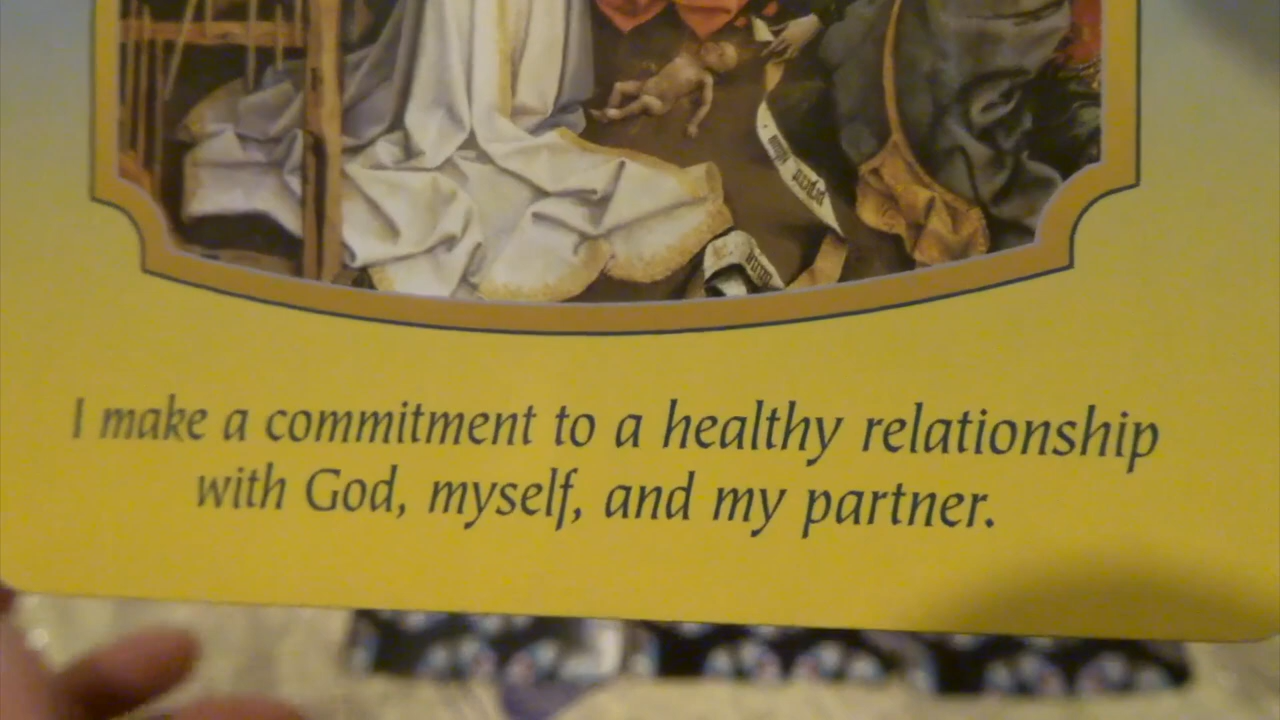 I make a commitment to a healthy relationship
with God, myself, and my partner.